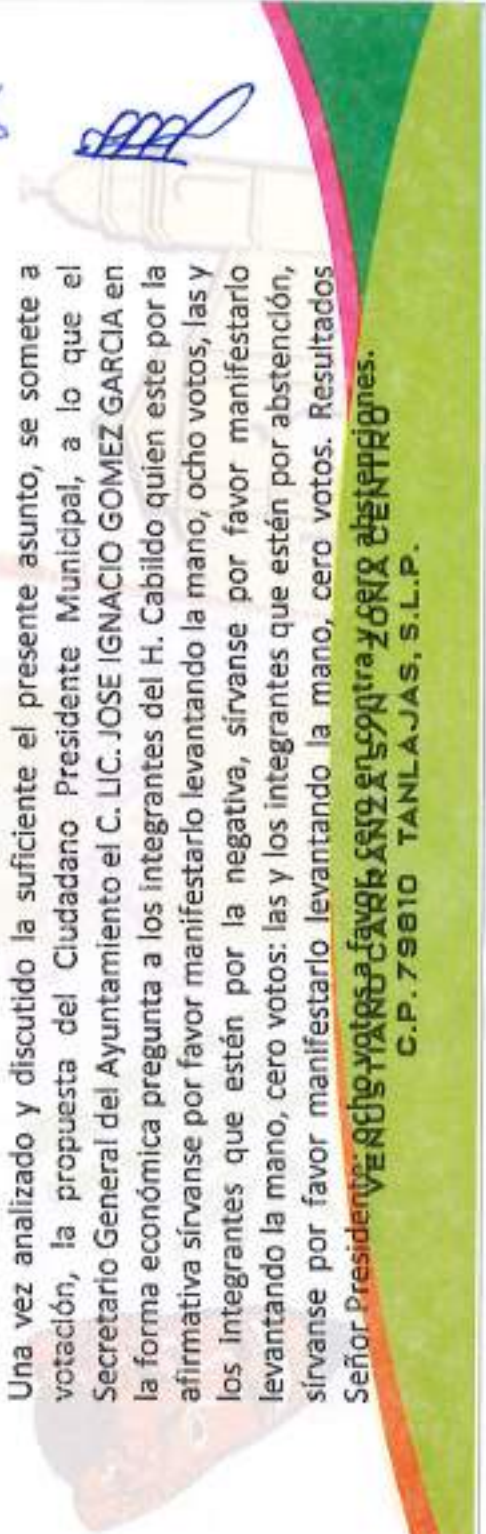 Una vez analizado y discutido la suficiente el presente asunto, se somete a
votación, la propuesta del Ciudadano Presidente Municipal, a lo que el
Secretario General del Ayuntamiento el C. LIC. JOSE IGNACIO GOMEZ GARCIA en
la forma económica pregunta a los integrantes del H. Cabildo quien este por la
afirmativa sírvanse por favor manifestarlo levantando la mano, ocho votos, las y
los Integrantes que estén por la negativa, sírvanse por favor manifestarlo
levantando la mano, cero votos: las y los integrantes que estén por abstención,
sírvanse por favor manifestarlo levantando la mano, cero votos. Resultados
Señor Presidente: ocho votos a favor, cero en contra y cero abstenciones.
VENUSTIANO CARRANZA S/N ZONA CENTRO
C.P. 79810 TANLAJAS, S.L.P.